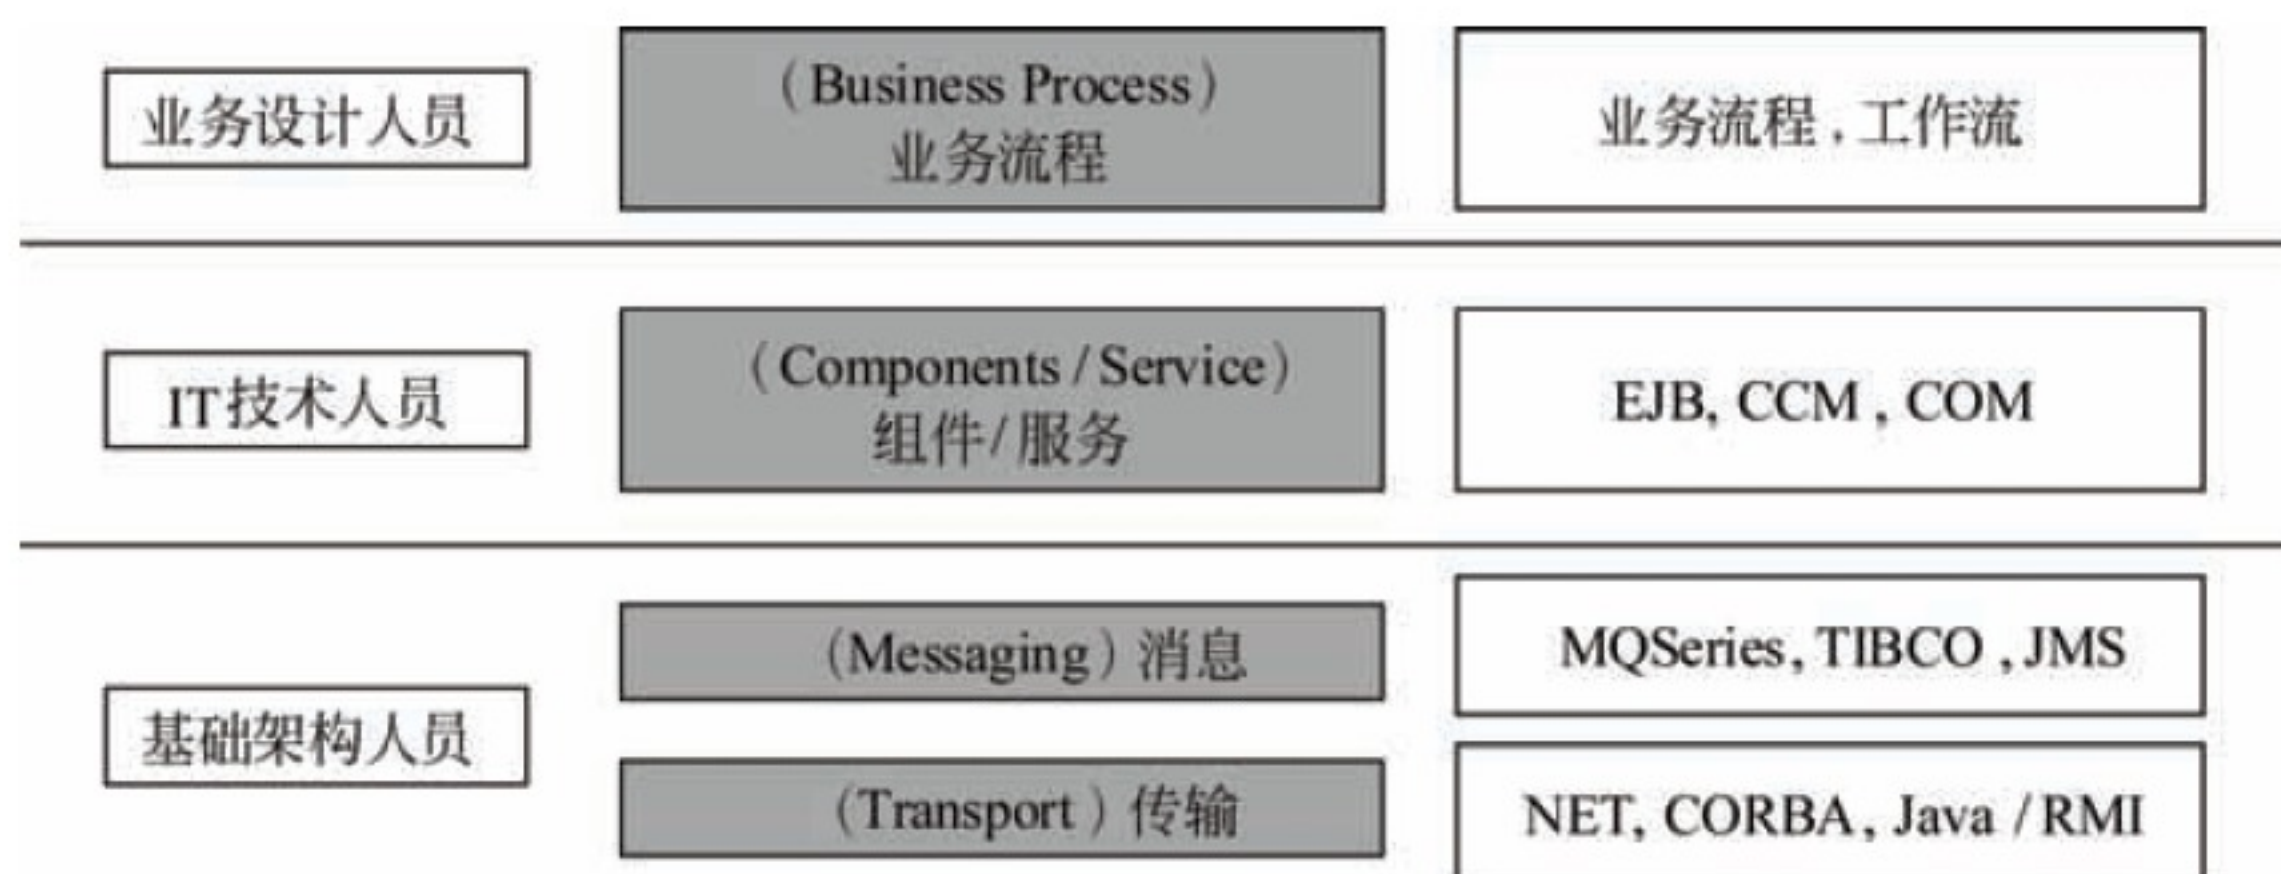 业务设计人员
(Business Process)
业务流程
业务流程,工作流
IT技术人员
(Components/Service)
组件/服务
EJB, CCM, COM
基础架构人员
(Messaging)消息
MQSeries, TIBCO, JMS
(Transport)传输
NET, CORBA, Java/RMI